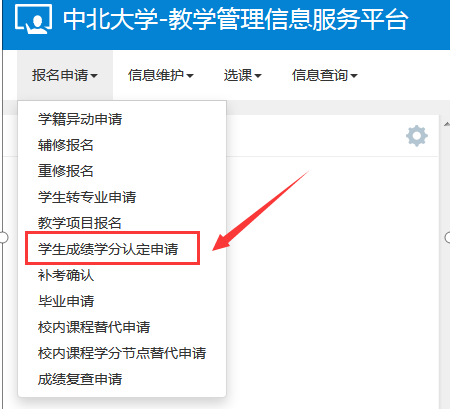 中北大学-教学管理信息服务平台
报名申请 信息维护 选课 信息查询
学籍异动申请
辅修报名
重修报名
学生转专业申请
教学项目报名
学生成绩学分认定申请
补考确认
毕业申请
校内课程替代申请
校内课程学分节点替代申请
成绩复查申请